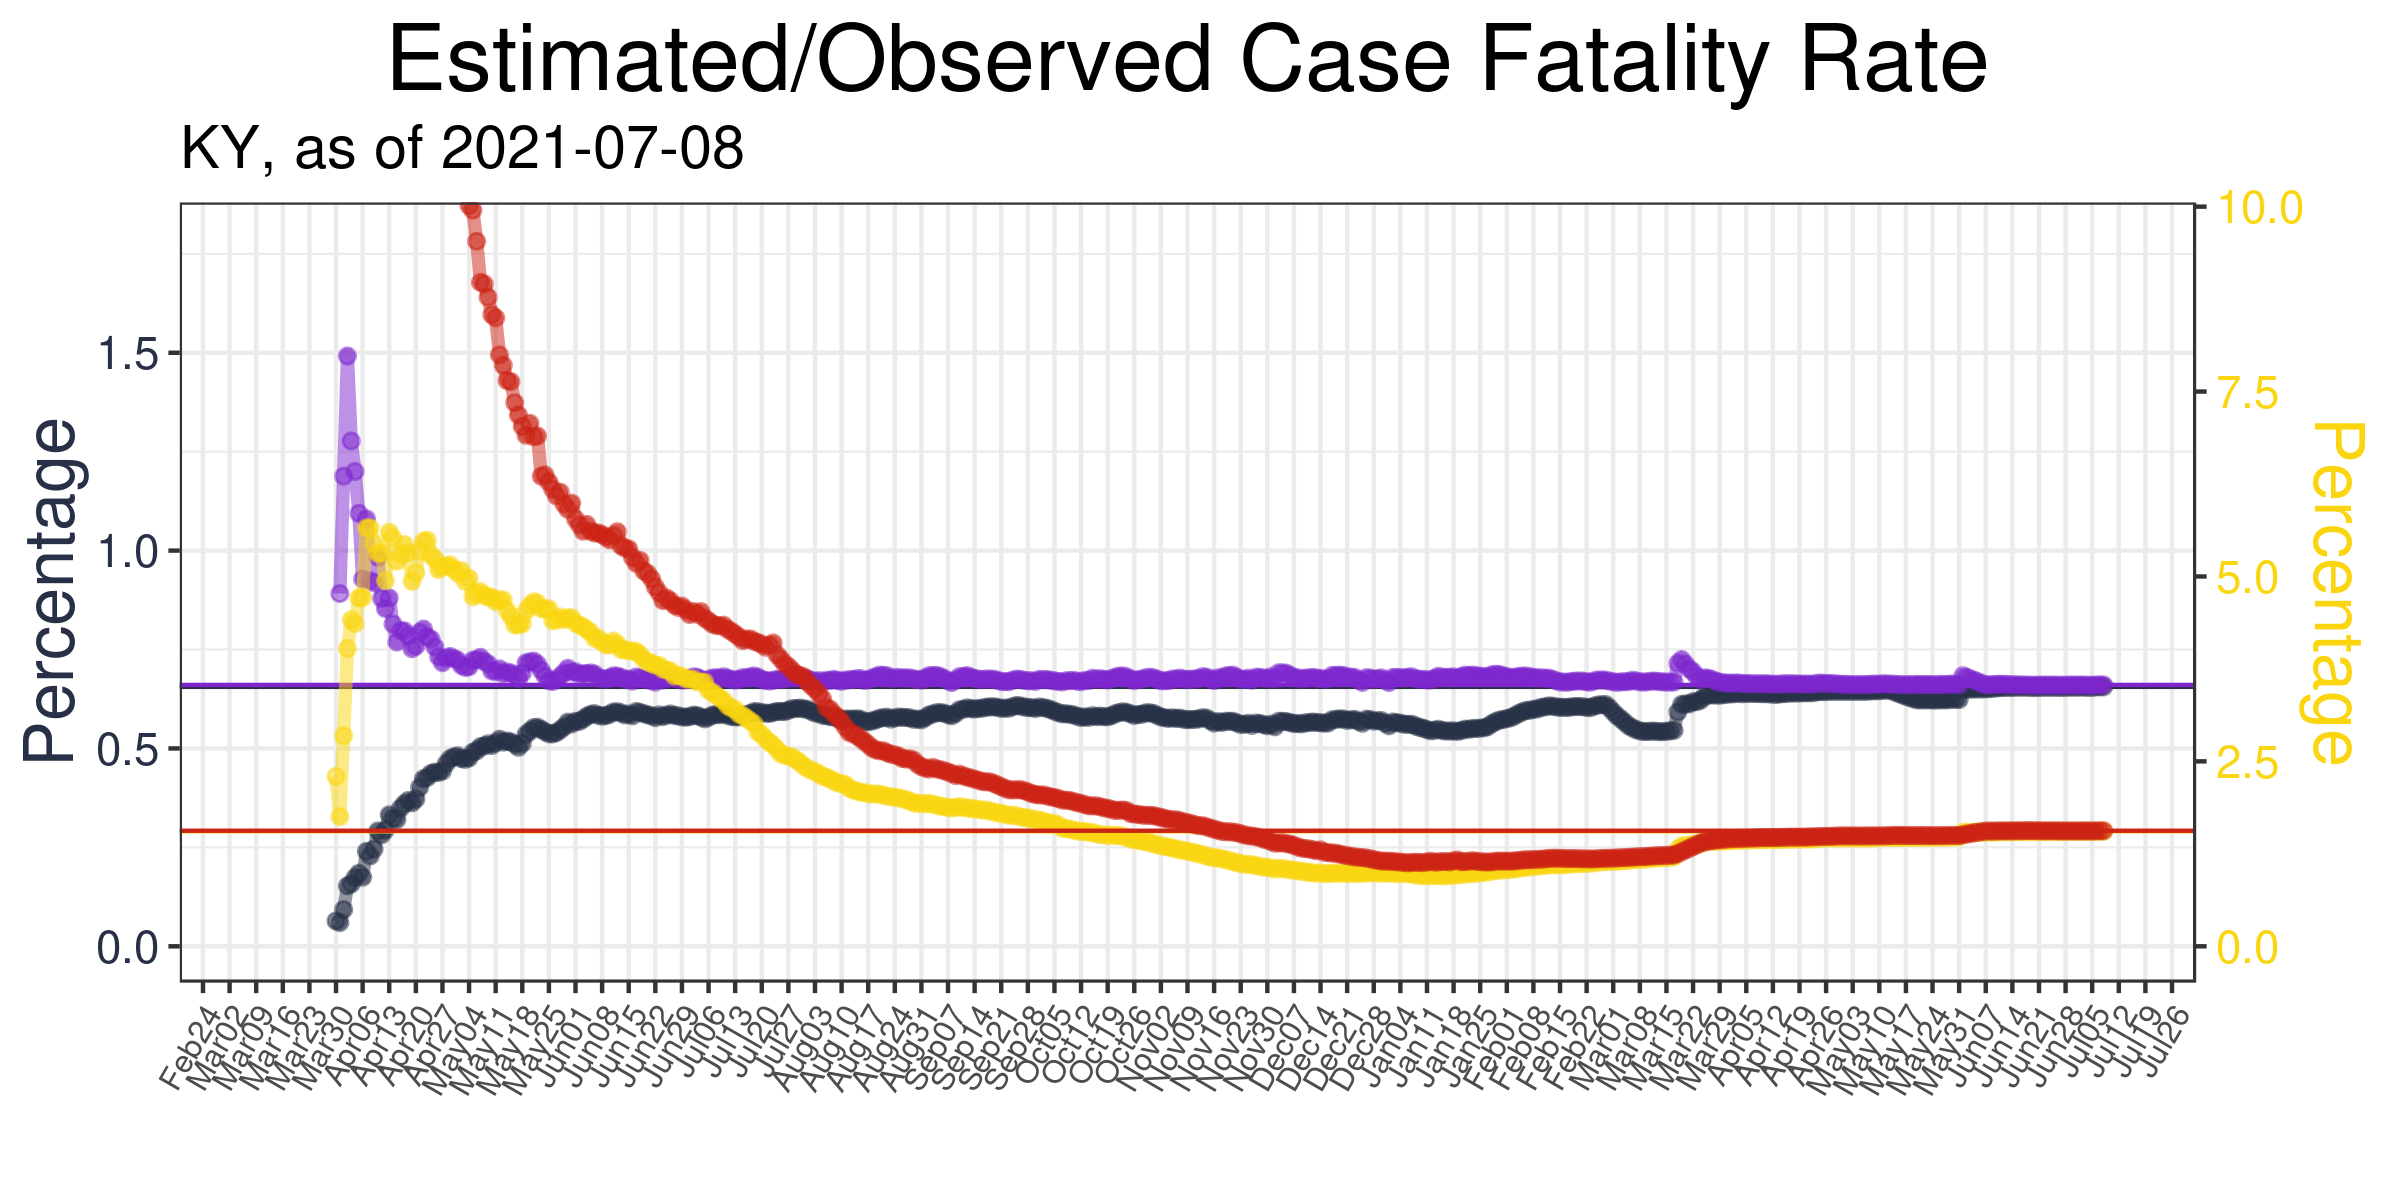 Estimated/Observed Case Fatality Rate
KY, as of 2021-07-08
Percentage
1.5
1.0
0.5
0.0
10.0
7.5
5.0
2.5
0.0
Percentage
Feb24
Mar02
Mar09
Mar16
Mar23
Mar30
Apr06
Apr13
Apr20
Apr27
May04
May11
May18
May25
Jun01
Jun08
Jun15
Jun22
Jun29
Jul06
Jul13
Jul20
Jul27
Aug03
Aug10
Aug17
Aug24
Aug31
Sep07
Sep14
Sep21
Sep28
Oct05
Oct12
Oct19
Oct26
Nov02
Nov09
Nov16
Nov23
Nov30
Dec07
Dec14
Dec21
Dec28
Jan04
Jan11
Jan18
Jan25
Feb01
Feb08
Feb15
Feb22
Mar01
Mar08
Mar15
Mar22
Mar29
Apr05
Apr12
Apr19
Apr26
May03
May10
May17
May24
May31
Jun07
Jun14
Jun21
Jun28
Jul05
Jul12
Jul19
Jul26